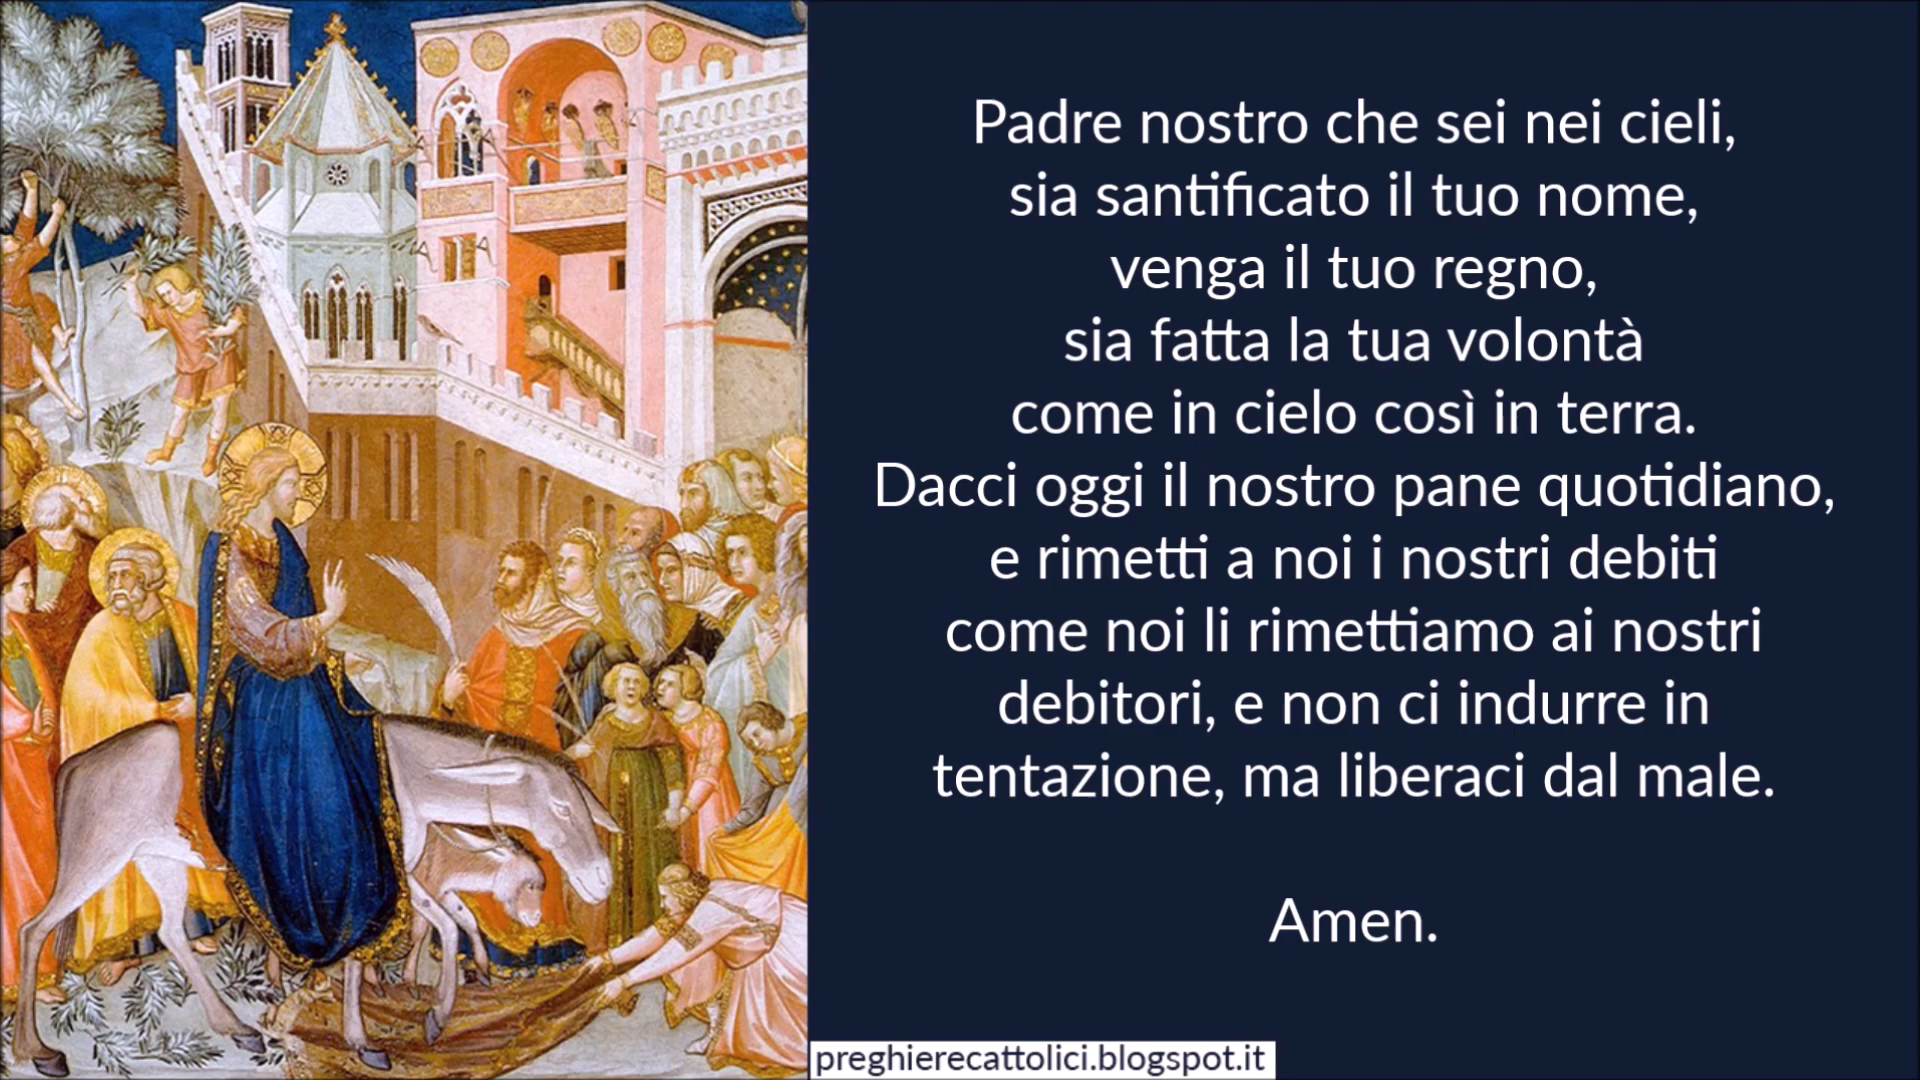 Padre nostro che sei nei cieli,
sia santificato il tuo nome,
venga il tuo regno,
sia fatta la tua volontà
come in cielo così in terra.
Dacci oggi il nostro pane quotidiano,
e rimetti a noi i nostri debiti
come noi li rimettiamo ai nostri
debitori, e non ci indurre in
tentazione, ma liberaci dal male.
Amen.
preghierecattolici.blogspot.it